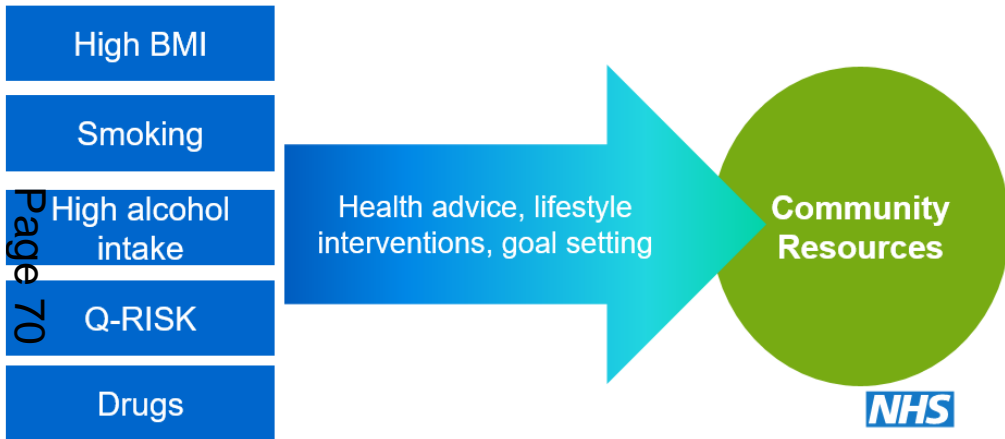 High BMI
Smoking
High alcohol
intake
Q-RISK
Drugs
Page 70
Health advice, lifestyle
interventions, goal setting
Community
Resources
NHS